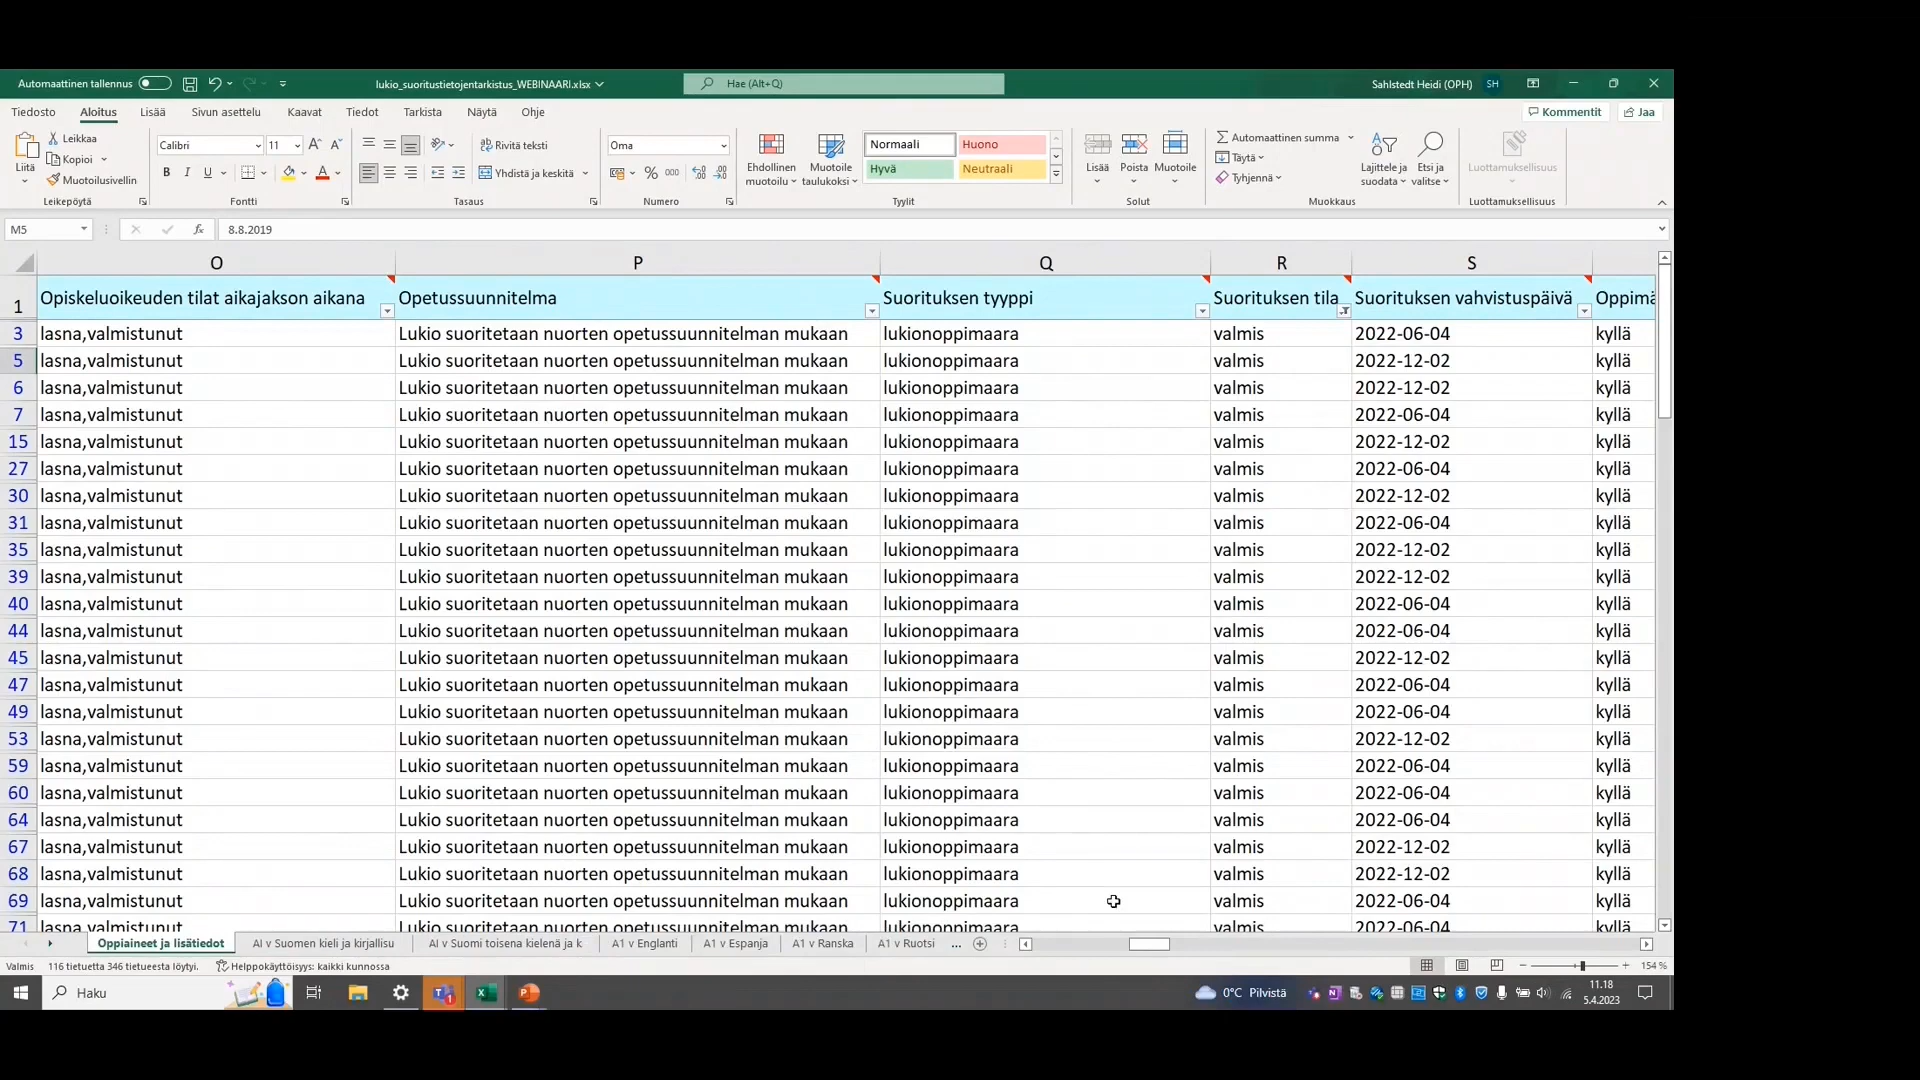 Automaattinen tallennus
lukio_suoritustietojentarkistus_WEBINAARI.xlsx
Hae (Alt+Q)
Sahlstedt Heidi (OPH) SH
Tiedosto Aloitus Lisää Sivun asettelu Kaavat Tiedot Tarkista Näytä Ohje Kommentit Jaa
Liitä Leikkaa Kopioi Muotoilusivellin Leikepöytä
Calibri 11 B I U A Fontti
Rivitä teksti Yhdistä ja keskitä Tasaus
Oma % 000 Numero
Ehdollinen muotoilu Muotoile taulukoksi Normaali Huono Hyvä Neutraali Tyylit
Lisää Poista Muotoile Solut
Automaattinen summa Täytä Tyhjennä Lajittele ja suodata Etsi ja valitse Muokkaus
Luottamuksellisuus Luottamuksellisuus
M5 fx 8.8.2019
O P Q R S
1 Opiskeluoikeuden tilat aikajakson aikana Opetussuunnitelma Suorituksen tyyppi Suorituksen tila Suorituksen vahvistuspäivä Oppimä
3 lasna,valmistunut Lukio suoritetaan nuorten opetussuunnitelman mukaan lukionoppimaara valmis 2022-06-04 kyllä
5 lasna,valmistunut Lukio suoritetaan nuorten opetussuunnitelman mukaan lukionoppimaara valmis 2022-12-02 kyllä
6 lasna,valmistunut Lukio suoritetaan nuorten opetussuunnitelman mukaan lukionoppimaara valmis 2022-12-02 kyllä
7 lasna,valmistunut Lukio suoritetaan nuorten opetussuunnitelman mukaan lukionoppimaara valmis 2022-06-04 kyllä
15 lasna,valmistunut Lukio suoritetaan nuorten opetussuunnitelman mukaan lukionoppimaara valmis 2022-12-02 kyllä
27 lasna,valmistunut Lukio suoritetaan nuorten opetussuunnitelman mukaan lukionoppimaara valmis 2022-06-04 kyllä
30 lasna,valmistunut Lukio suoritetaan nuorten opetussuunnitelman mukaan lukionoppimaara valmis 2022-12-02 kyllä
31 lasna,valmistunut Lukio suoritetaan nuorten opetussuunnitelman mukaan lukionoppimaara valmis 2022-06-04 kyllä
35 lasna,valmistunut Lukio suoritetaan nuorten opetussuunnitelman mukaan lukionoppimaara valmis 2022-12-02 kyllä
39 lasna,valmistunut Lukio suoritetaan nuorten opetussuunnitelman mukaan lukionoppimaara valmis 2022-12-02 kyllä
40 lasna,valmistunut Lukio suoritetaan nuorten opetussuunnitelman mukaan lukionoppimaara valmis 2022-06-04 kyllä
44 lasna,valmistunut Lukio suoritetaan nuorten opetussuunnitelman mukaan lukionoppimaara valmis 2022-06-04 kyllä
45 lasna,valmistunut Lukio suoritetaan nuorten opetussuunnitelman mukaan lukionoppimaara valmis 2022-12-02 kyllä
47 lasna,valmistunut Lukio suoritetaan nuorten opetussuunnitelman mukaan lukionoppimaara valmis 2022-06-04 kyllä
49 lasna,valmistunut Lukio suoritetaan nuorten opetussuunnitelman mukaan lukionoppimaara valmis 2022-06-04 kyllä
53 lasna,valmistunut Lukio suoritetaan nuorten opetussuunnitelman mukaan lukionoppimaara valmis 2022-12-02 kyllä
59 lasna,valmistunut Lukio suoritetaan nuorten opetussuunnitelman mukaan lukionoppimaara valmis 2022-06-04 kyllä
60 lasna,valmistunut Lukio suoritetaan nuorten opetussuunnitelman mukaan lukionoppimaara valmis 2022-06-04 kyllä
64 lasna,valmistunut Lukio suoritetaan nuorten opetussuunnitelman mukaan lukionoppimaara valmis 2022-06-04 kyllä
67 lasna,valmistunut Lukio suoritetaan nuorten opetussuunnitelman mukaan lukionoppimaara valmis 2022-12-02 kyllä
68 lasna,valmistunut Lukio suoritetaan nuorten opetussuunnitelman mukaan lukionoppimaara valmis 2022-12-02 kyllä
69 lasna,valmistunut Lukio suoritetaan nuorten opetussuunnitelman mukaan lukionoppimaara valmis 2022-06-04 kyllä
71 lasna,valmistunut Lukio suoritetaan nuorten opetussuunnitelman mukaan lukionoppimaara valmis 2022-06-04 kyllä
Oppiaineet ja lisätiedot AI v Suomen kieli ja kirjallisu AI v Suomi toisena kielenä ja k A1 v Englanti A1 v Espanja A1 v Ranska A1 v Ruotsi ...
Valmis 116 tietuetta 346 tietueesta löytyi. Helppokäyttöisyys: kaikki kunnossa 154 %
Haku 0°C Pilvistä 11.18
5.4.2023